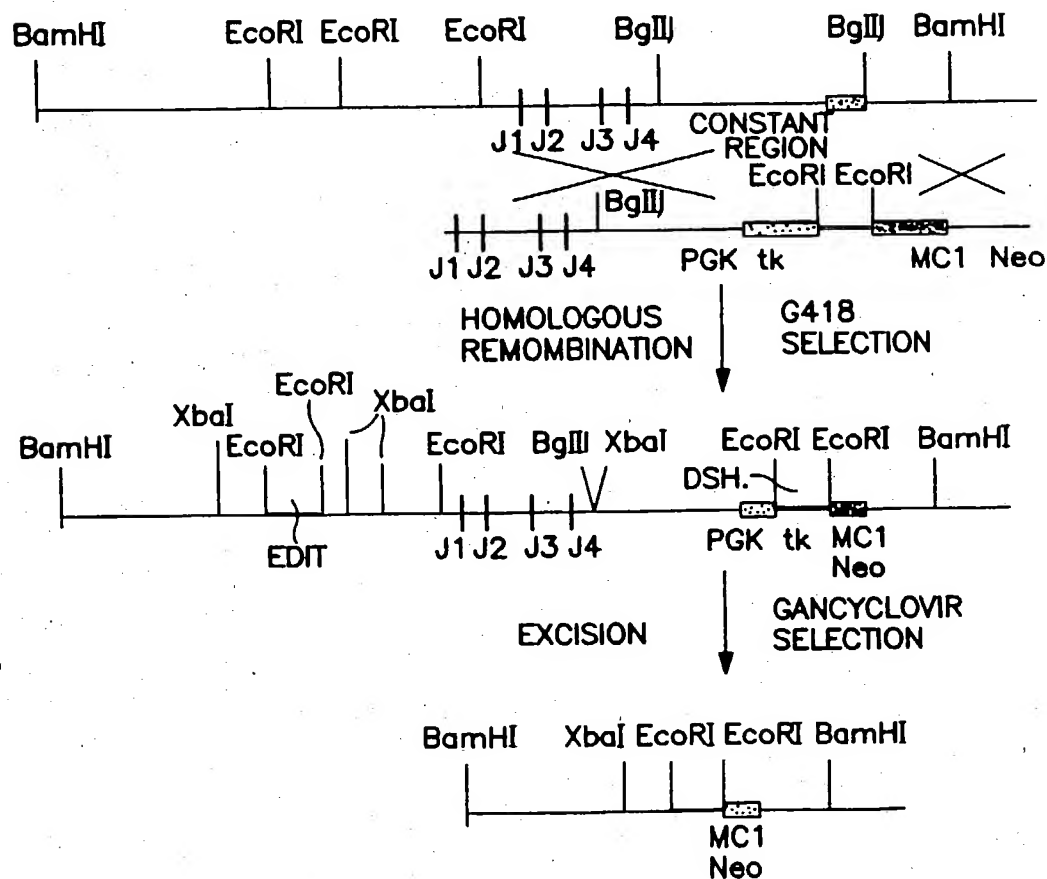 BamHI EcoRI EcoRI EcoRI BglII BglII BamHI
J1 J2 J3 J4 CONSTANT
REGION
EcoRI EcoRI
BglII
J1 J2 J3 J4 PGK tk MC1 Neo
HOMOLOGOUS
REMOMBINATION
G418
SELECTION
EcoRI
XbaI XbaI
BamHI EcoRI EcoRI BglII XbaI EcoRI EcoRI BamHI
DSH.
EDIT J1 J2 J3 J4 PGK tk MC1
Neo
EXCISION
GANCYCLOVIR
SELECTION
BamHI XbaI EcoRI EcoRI BamHI
MC1
Neo